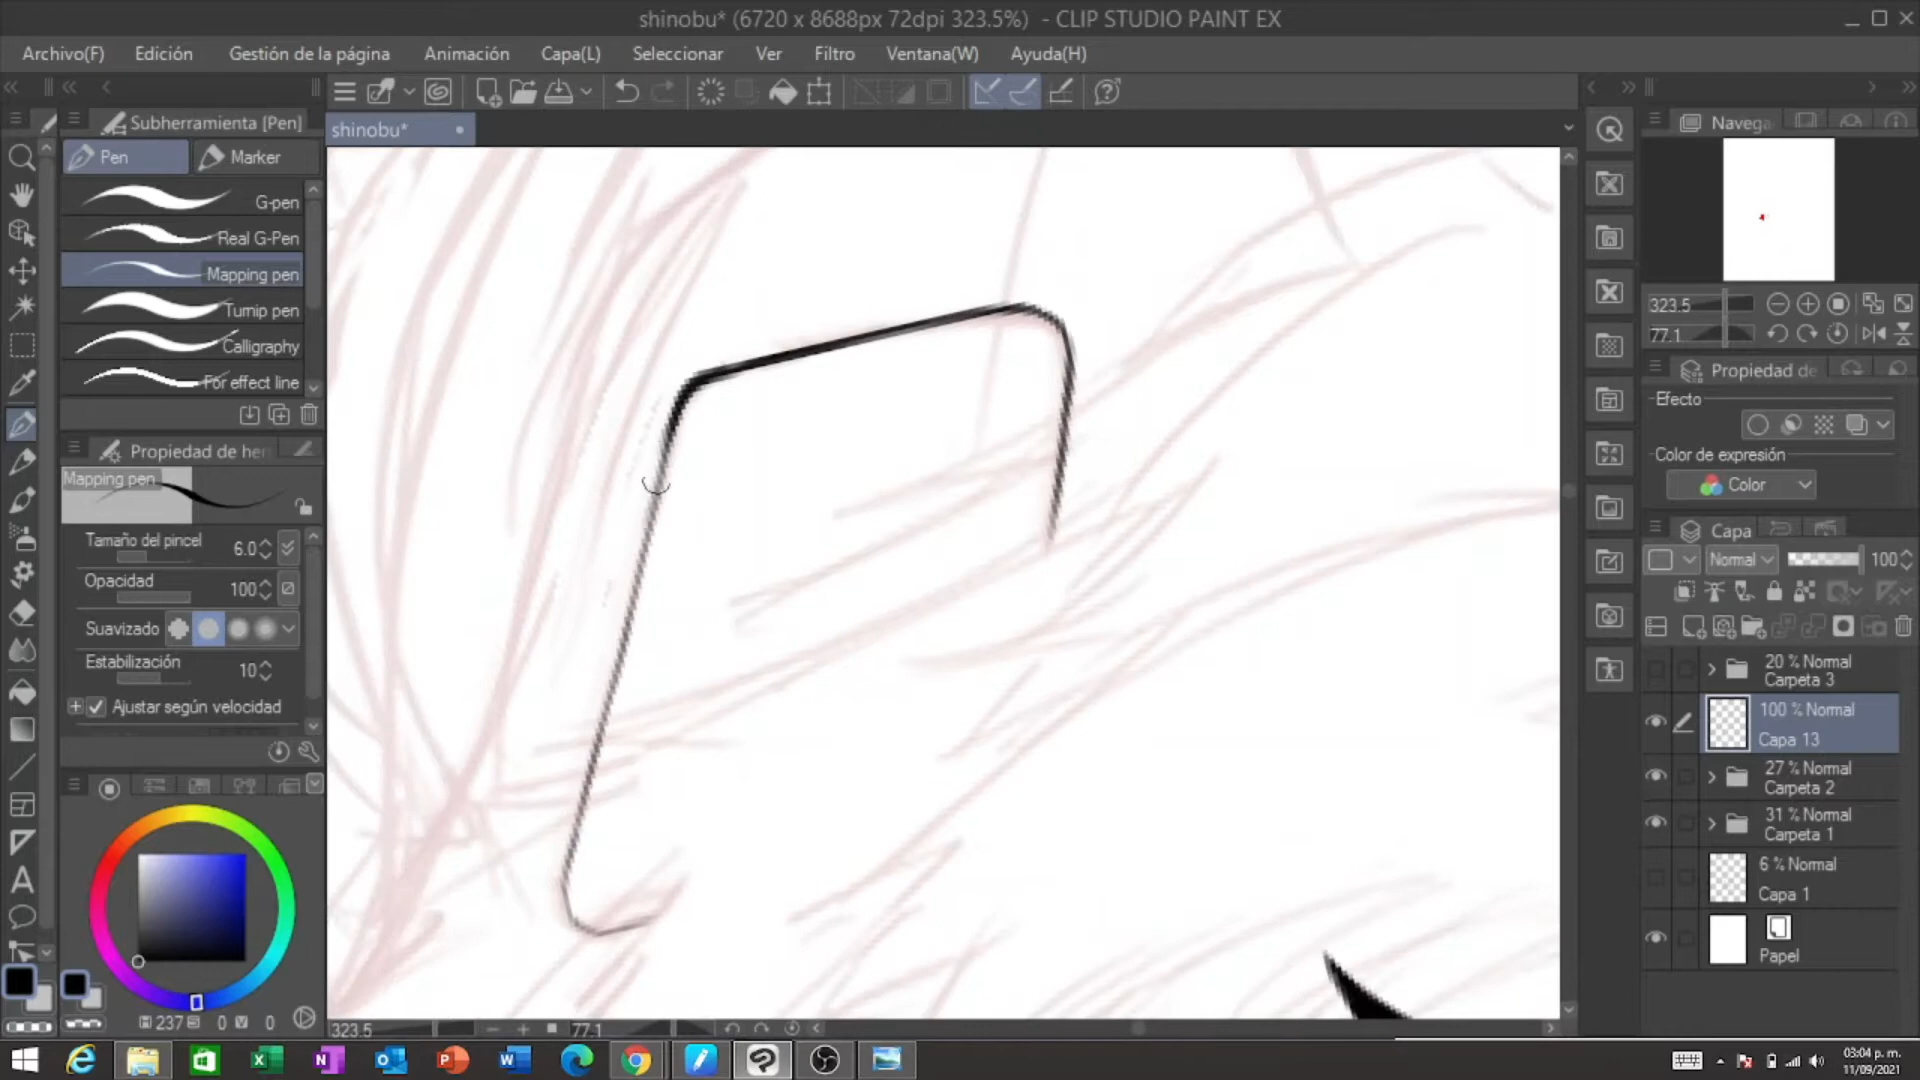 shinobu* (6720 x 8688px 72dpi 323.5%) - CLIP STUDIO PAINT EX
Archivo(F) Edición Gestión de la página Animación Capa(L) Seleccionar Ver Filtro Ventana(W) Ayuda(H)
shinobu*
Subherramienta [Pen]
Pen Marker
G-pen
Real G-Pen
Mapping pen
Turnip pen
Calligraphy
For effect line
Propiedad de her
Mapping pen
Tamaño del pincel 6.0
Opacidad 100
Suavizado
Estabilización 10
Ajustar según velocidad
H 237 S 0 V 0
323.5 77.1
Navega
323.5
77.1
Propiedad de
Efecto
Color de expresión
Color
Capa
Normal 100
20 % Normal
Carpeta 3
100 % Normal
Capa 13
27 % Normal
Carpeta 2
31 % Normal
Carpeta 1
6 % Normal
Capa 1
Papel
03:04 p. m.
11/09/2021